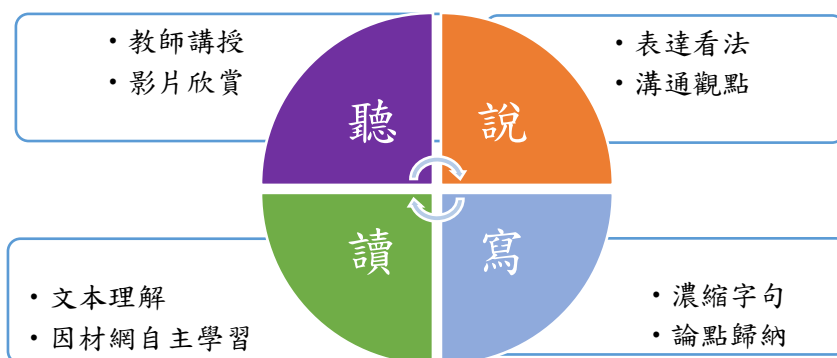 ・教師講授
・影片欣賞
聽
說
・表達看法
・溝通觀點
讀
寫
・文本理解
・因材網自主學習
・濃縮字句
・論點歸納